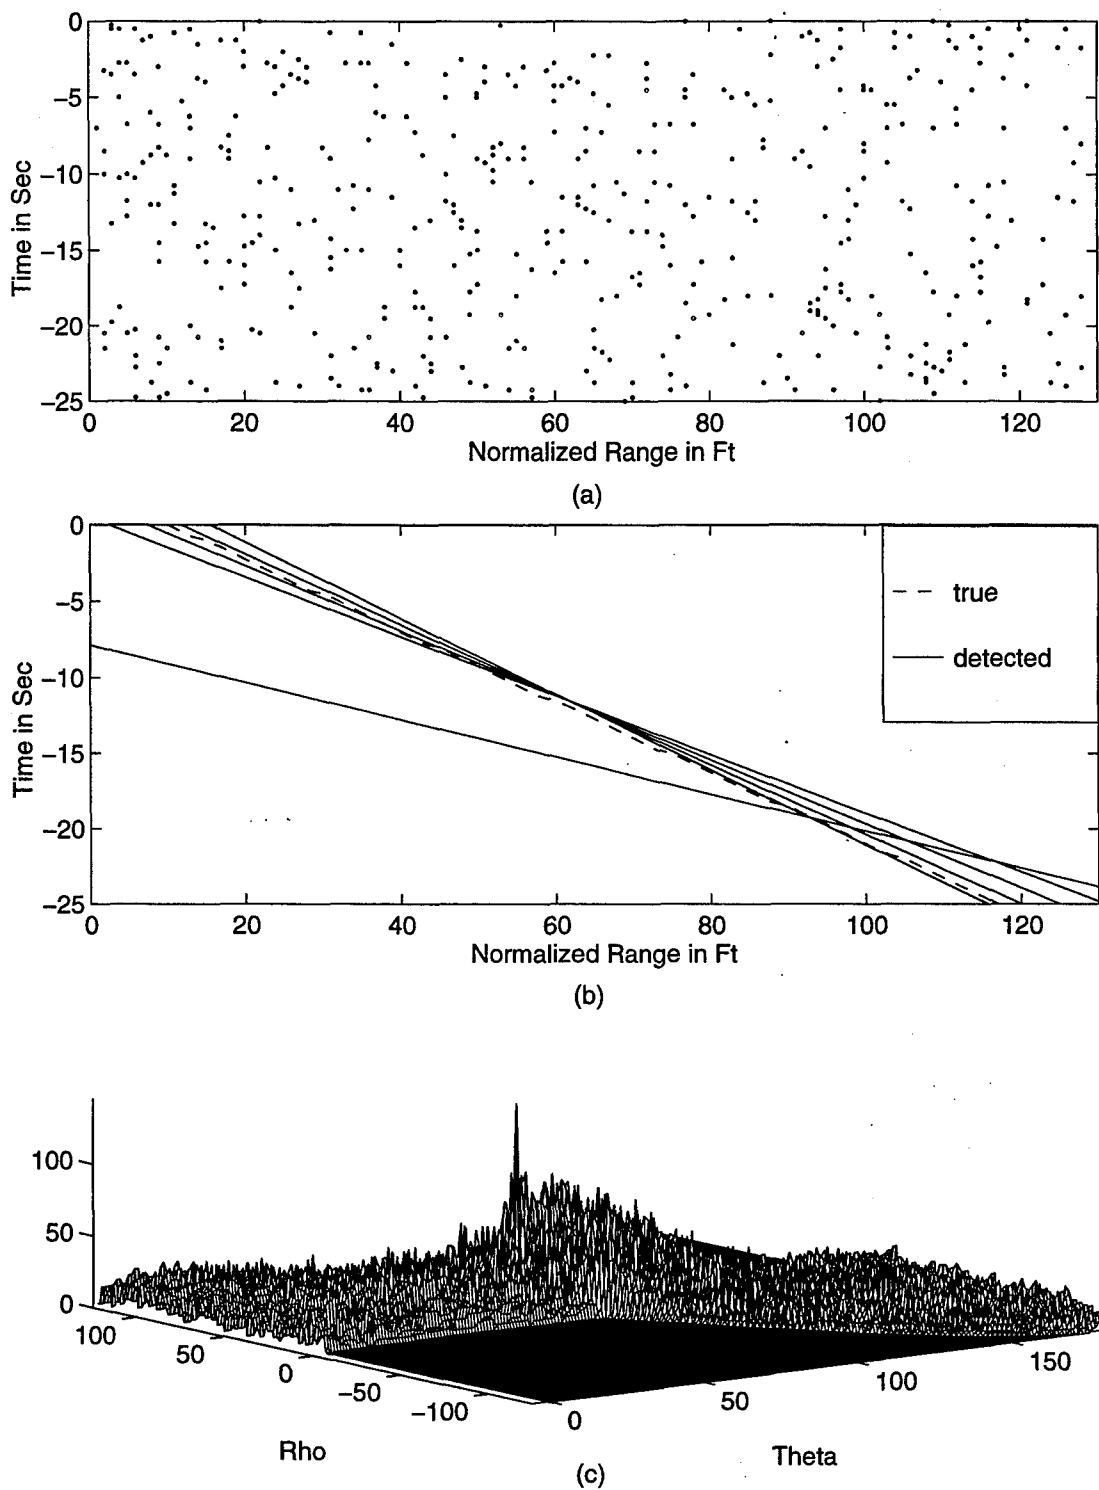 0
−5
−10
−15
−20
−25
Time in Sec
0 20 40 60 80 100 120
Normalized Range in Ft
(a)
0
−5
−10
−15
−20
−25
Time in Sec
true
detected
0 20 40 60 80 100 120
Normalized Range in Ft
(b)
100
50
0
100 50 0 −50 −100
0 50 100 150
Rho
Theta
(c)